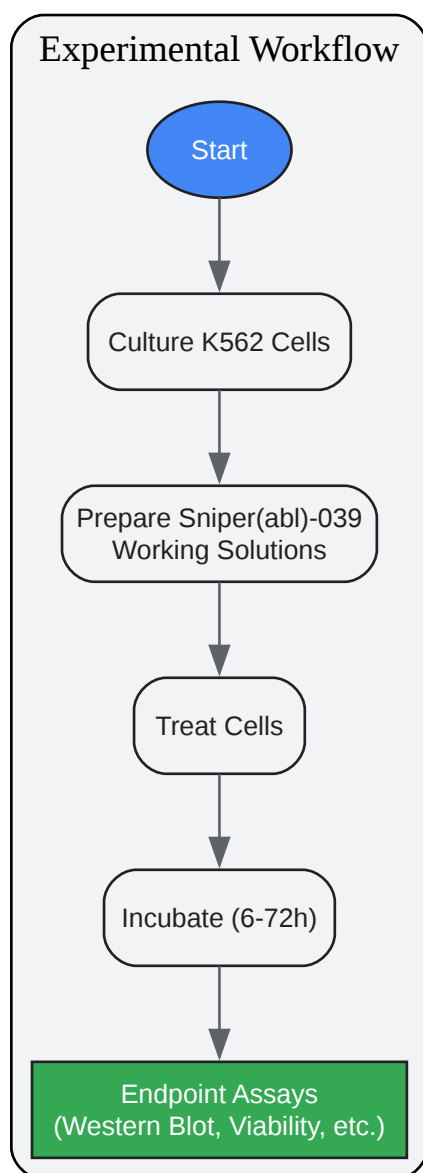 Experimental Workflow
Start
Culture K562 Cells
Prepare Sniper(abl)-039
Working Solutions
Treat Cells
Incubate (6-72h)
Endpoint Assays
(Western Blot, Viability, etc.)